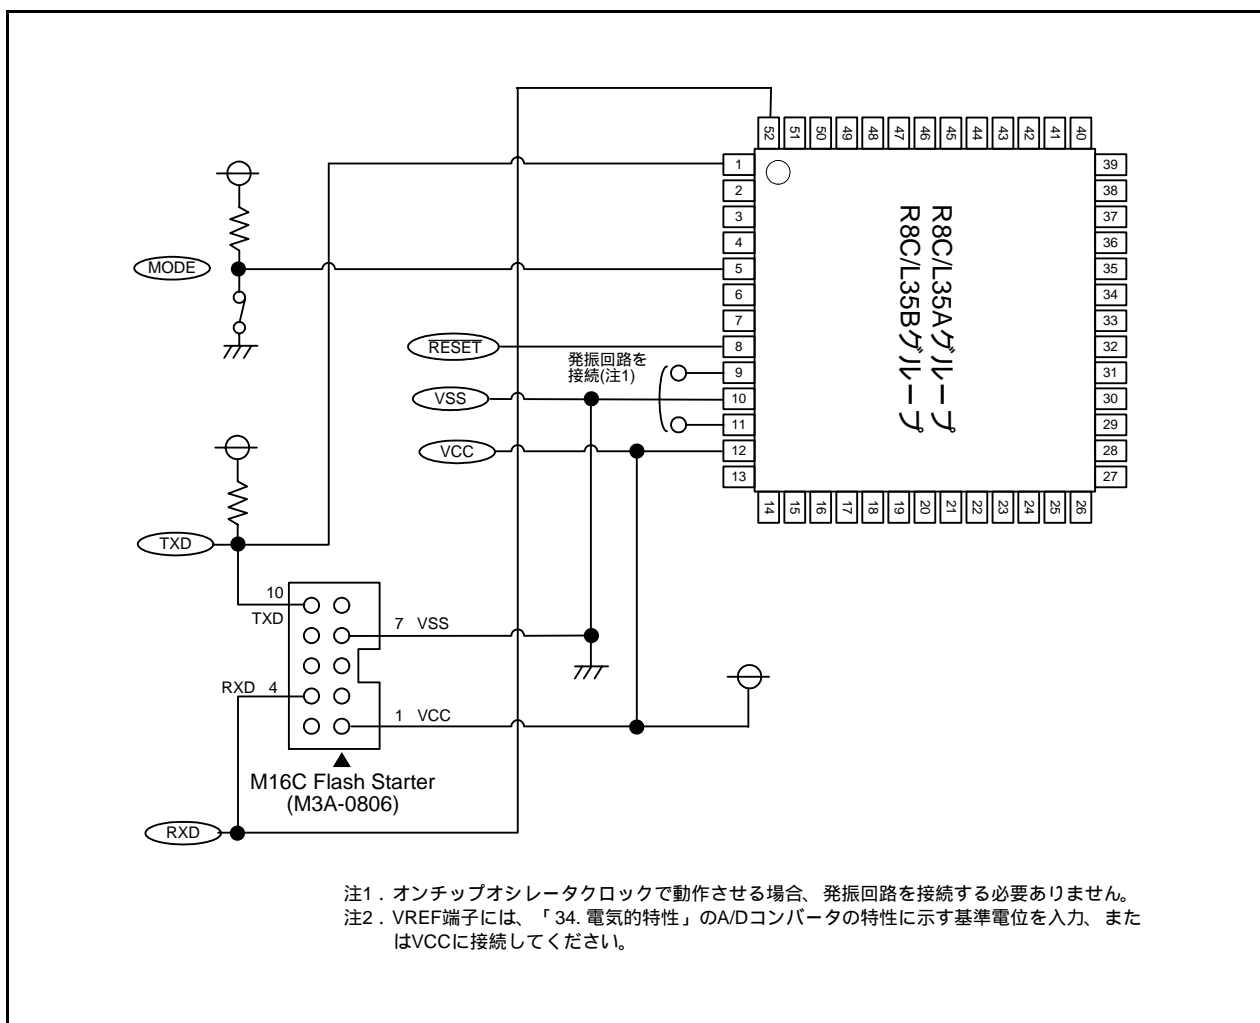 52 51 50 49 48 47 46 45 44 43 42 41 40
1
2
3
4
5
6
7
8
9
10
11
12
13
39
38
37
36
35
34
33
32
31
30
29
28
27
14 15 16 17 18 19 20 21 22 23 24 25 26
R8C/L35Aグループ
R8C/L35Bグループ
MODE
RESET
発振回路を
接続(注1)
VSS
VCC
TXD
10
TXD
7 VSS
RXD 4
1 VCC
M16C Flash Starter
(M3A-0806)
RXD
注1．オンチップオシレータクロックで動作させる場合、発振回路を接続する必要ありません。
注2．VREF端子には、「34. 電気的特性」のA/Dコンバータの特性に示す基準電位を入力、また
はVCCに接続してください。